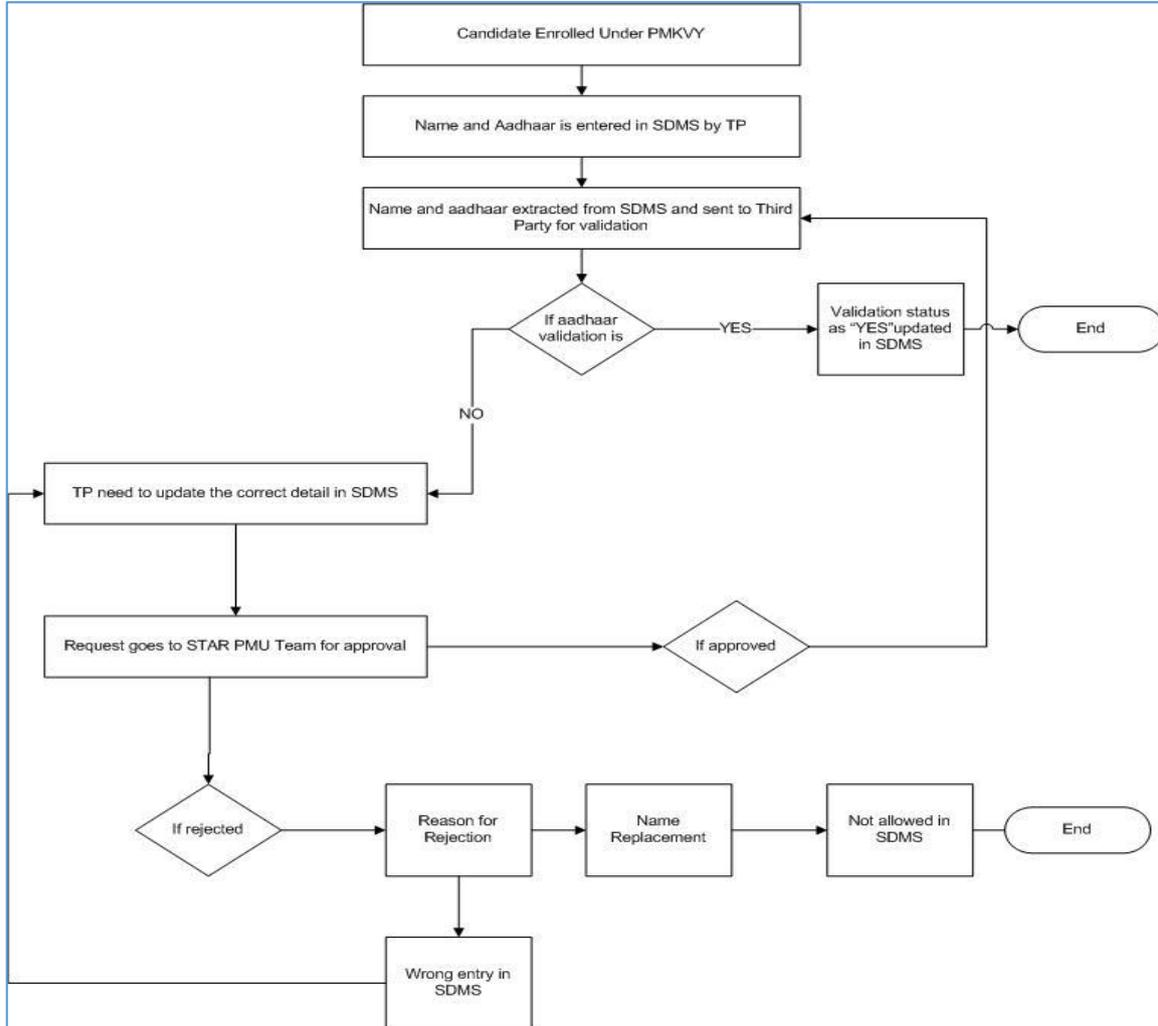 Candidate Enrolled Under PMKVY
Name and Aadhaar is entered in SDMS by TP
Name and aadhaar extracted from SDMS and sent to Third
Party for validation
If aadhaar
validation is
YES
Validation status
as “YES”updated
in SDMS
End
NO
TP need to update the correct detail in SDMS
Request goes to STAR PMU Team for approval
If approved
If rejected
Reason for
Rejection
Name
Replacement
Not allowed in
SDMS
End
Wrong entry in
SDMS